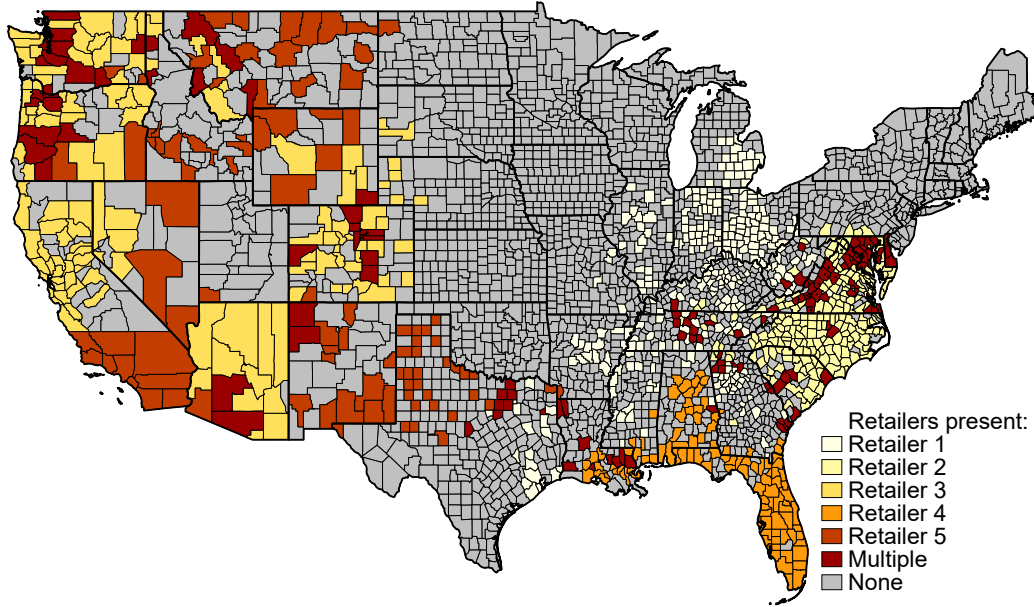 Retailers present:
Retailer 1
Retailer 2
Retailer 3
Retailer 4
Retailer 5
Multiple
None